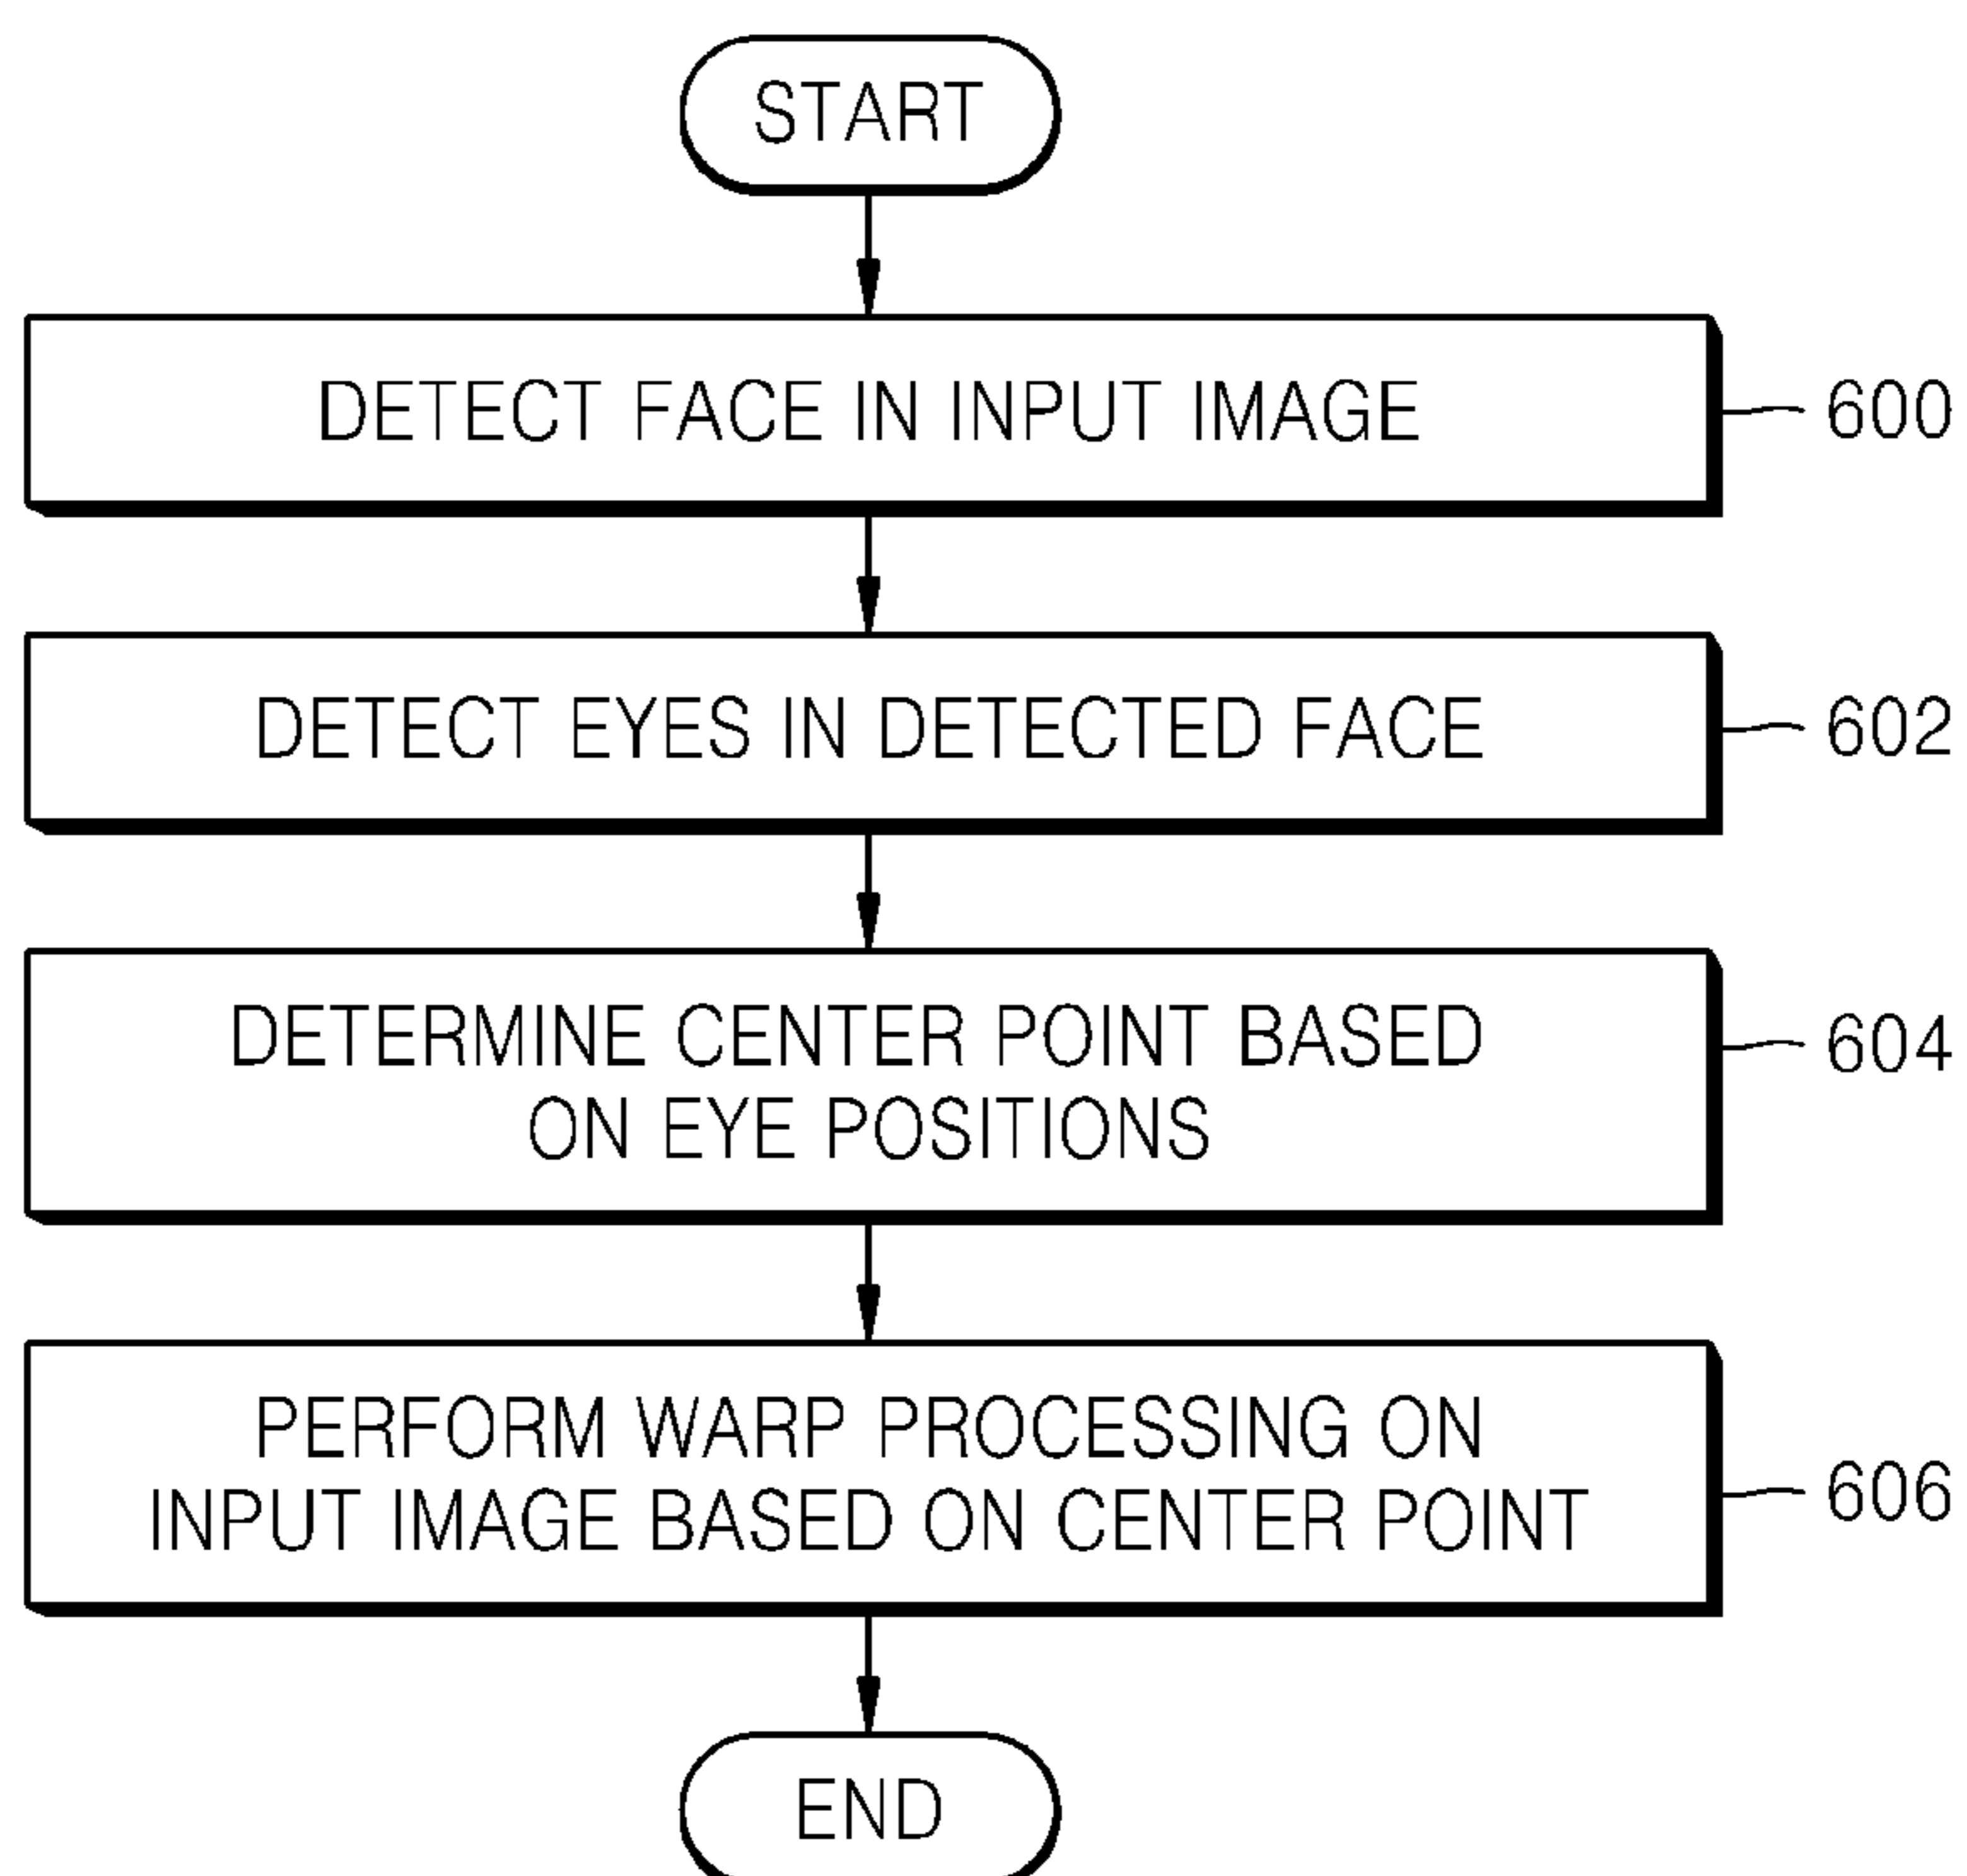 START
DETECT FACE IN INPUT IMAGE
600
DETECT EYES IN DETECTED FACE
602
DETERMINE CENTER POINT BASED
ON EYE POSITIONS
604
PERFORM WARP PROCESSING ON
INPUT IMAGE BASED ON CENTER POINT
606
END